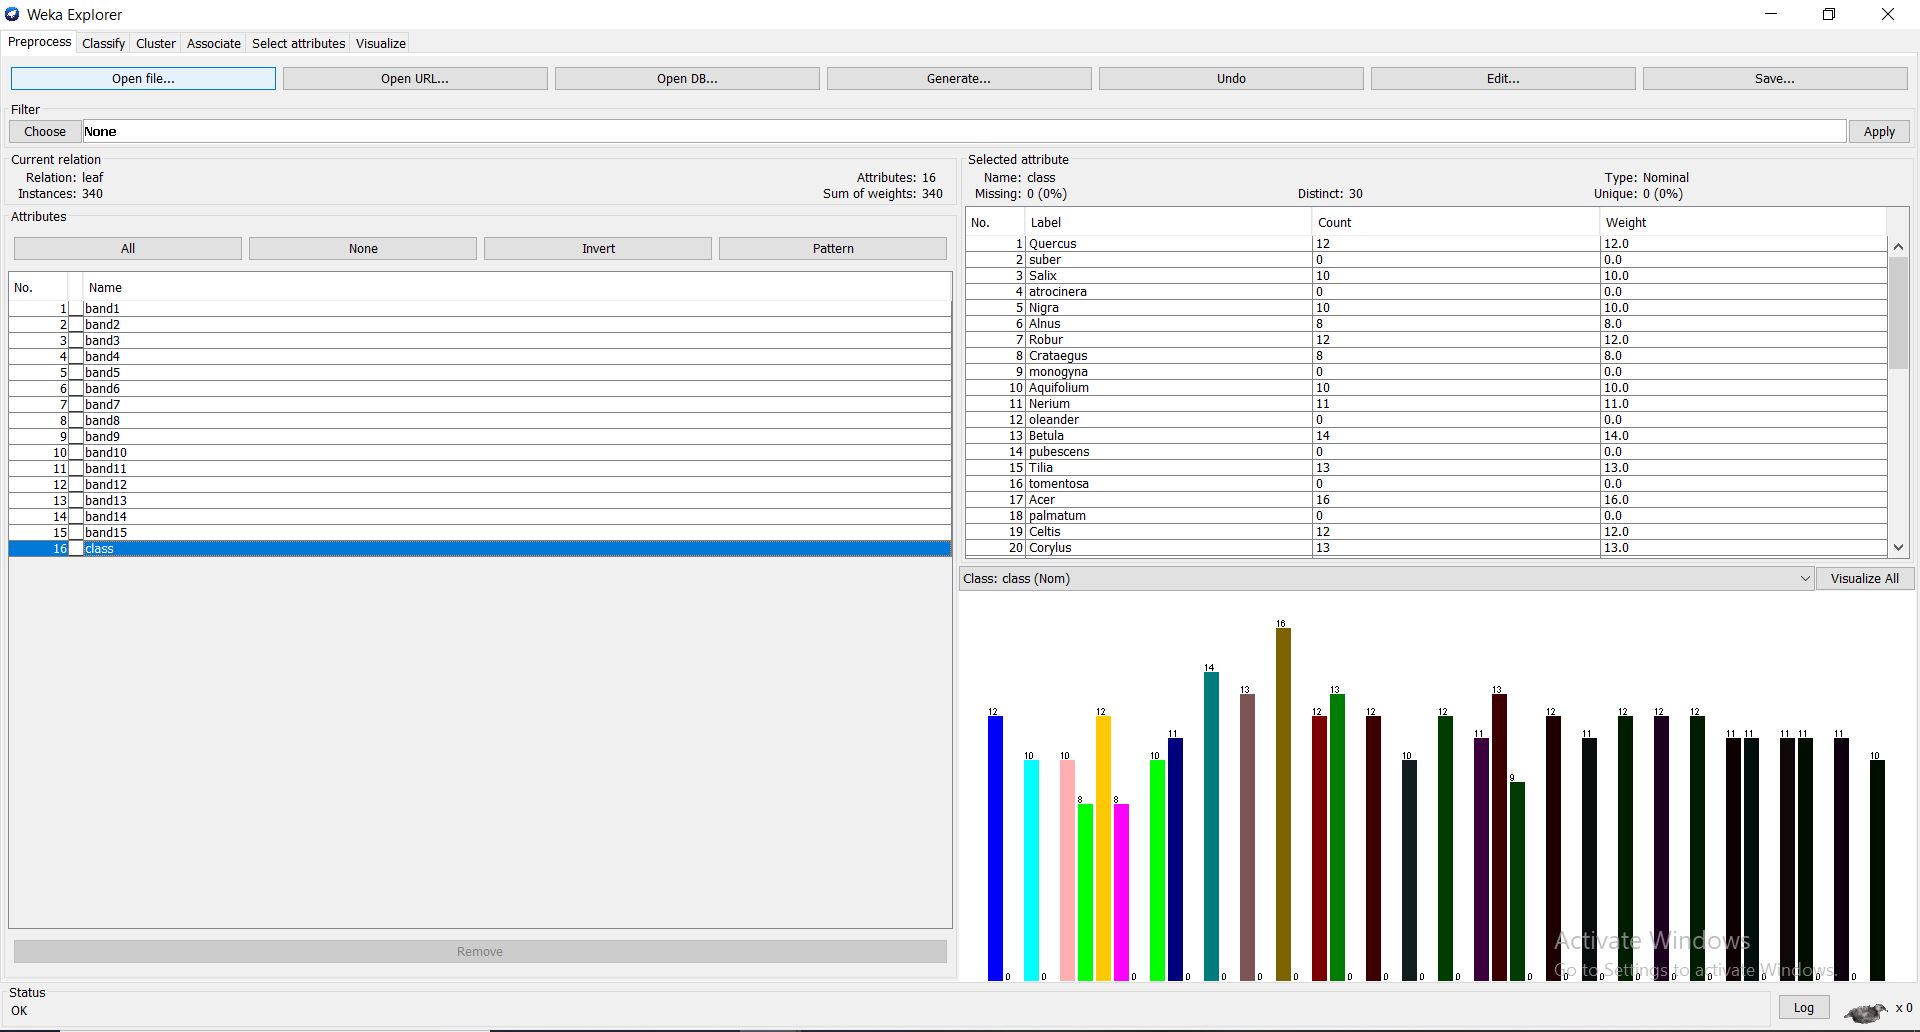 Weka Explorer
Preprocess Classify Cluster Associate Select attributes Visualize
Open file... Open URL... Open DB... Generate... Undo Edit... Save...
Filter
Choose None Apply
Current relation
Relation: leaf Attributes: 16
Instances: 340 Sum of weights: 340
Attributes
All None Invert Pattern
No. Name
1 band1
2 band2
3 band3
4 band4
5 band5
6 band6
7 band7
8 band8
9 band9
10 band10
11 band11
12 band12
13 band13
14 band14
15 band15
16 class
Remove
Selected attribute
Name: class Type: Nominal
Missing: 0 (0%) Distinct: 30 Unique: 0 (0%)
No. Label Count Weight
1 Quercus 12 12.0
2 suber 0 0.0
3 Salix 10 10.0
4 atrocinera 0 0.0
5 Nigra 10 10.0
6 Alnus 8 8.0
7 Robur 12 12.0
8 Crataegus 8 8.0
9 monogyna 0 0.0
10 Aquifolium 10 10.0
11 Nerium 11 11.0
12 oleander 0 0.0
13 Betula 14 14.0
14 pubescens 0 0.0
15 Tilia 13 13.0
16 tomentosa 0 0.0
17 Acer 16 16.0
18 palmatum 0 0.0
19 Celtis 12 12.0
20 Corylus 13 13.0
Class: class (Nom) Visualize All
12 0 10 0 10 8 12 8 0 10 11 0 14 0 13 0 16 0 12 13 0 12 0 10 0 12 0 11 13 9 0 12 0 11 0 12 0 12 0 12 0 11 11 0 11 11 0 11 0 10
Activate Windows
Go to Settings to activate Windows.
Status
OK
Log x 0